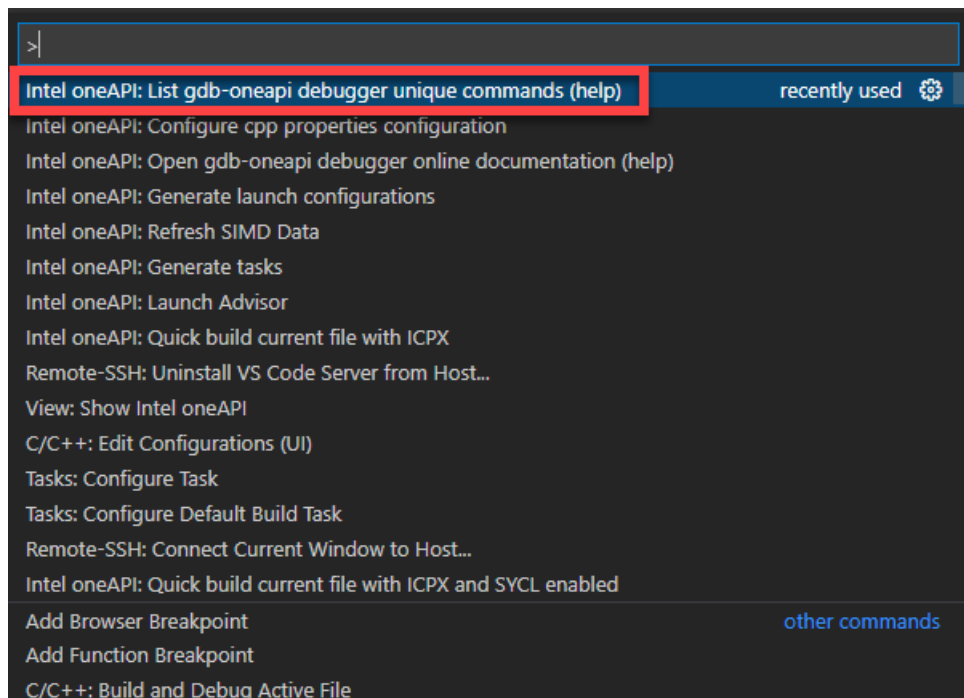 >
Intel oneAPI: List gdb-oneapi debugger unique commands (help) recently used
Intel oneAPI: Configure cpp properties configuration
Intel oneAPI: Open gdb-oneapi debugger online documentation (help)
Intel oneAPI: Generate launch configurations
Intel oneAPI: Refresh SIMD Data
Intel oneAPI: Generate tasks
Intel oneAPI: Launch Advisor
Intel oneAPI: Quick build current file with ICPX
Remote-SSH: Uninstall VS Code Server from Host...
View: Show Intel oneAPI
C/C++: Edit Configurations (UI)
Tasks: Configure Task
Tasks: Configure Default Build Task
Remote-SSH: Connect Current Window to Host...
Intel oneAPI: Quick build current file with ICPX and SYCL enabled
Add Browser Breakpoint other commands
Add Function Breakpoint
C/C++: Build and Debug Active File